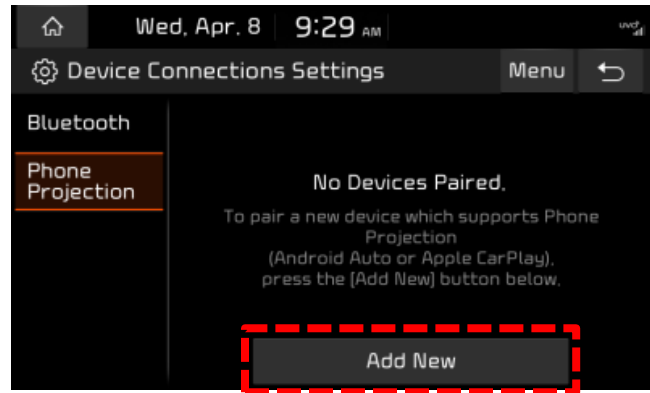 Wed, Apr. 8 9:29 AM
Device Connections Settings Menu
Bluetooth
Phone
Projection
No Devices Paired.
To pair a new device which supports Phone
Projection
(Android Auto or Apple CarPlay),
press the [Add New] button below.
Add New